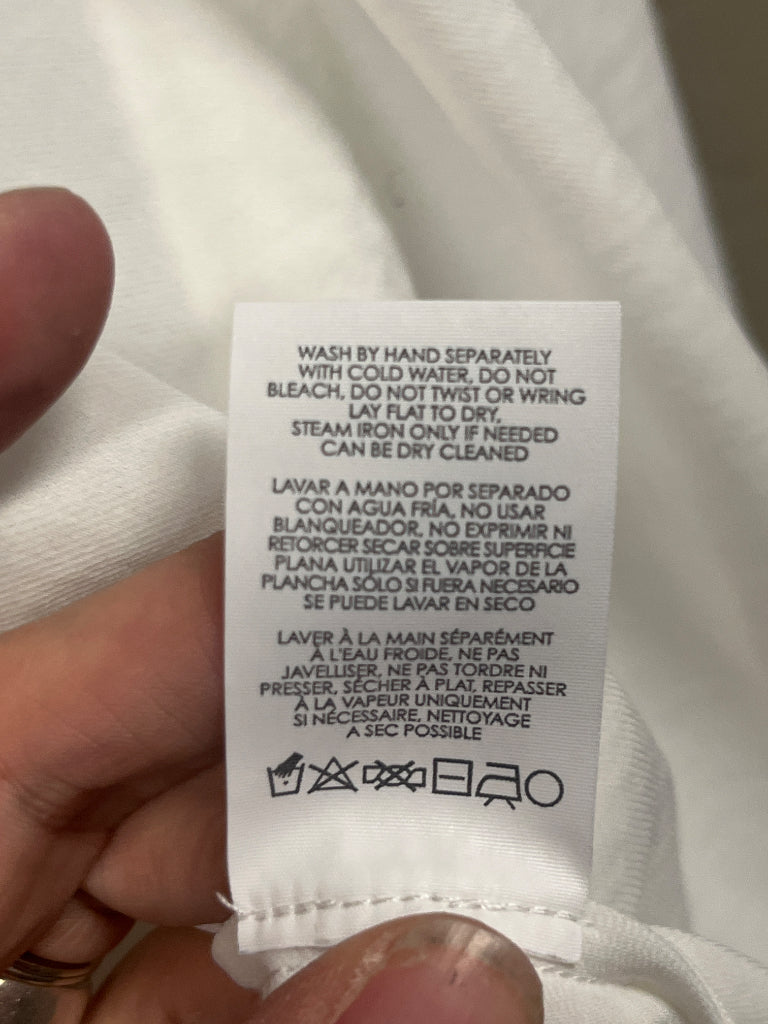 WASH BY HAND SEPARATELY
WITH COLD WATER, DO NOT
BLEACH, DO NOT TWIST OR WRING
LAY FLAT TO DRY,
STEAM IRON ONLY IF NEEDED
CAN BE DRY CLEANED
LAVAR A MANO POR SEPARADO
CON AGUA FRÍA, NO USAR
BLANQUEADOR, NO EXPRIMIR NI
RETORCER SECAR SOBRE SUPERFICIE
PLANA UTILIZAR EL VAPOR DE LA
PLANCHA SÓLO SI FUERA NECESARIO
SE PUEDE LAVAR EN SECO
LAVER À LA MAIN SÉPARÉMENT
À L'EAU FROIDE, NE PAS
JAVELLISER, NE PAS TORDRE NI
PRESSER, SÉCHER À PLAT, REPASSER
À LA VAPEUR UNIQUEMENT
SI NÉCESSAIRE, NETTOYAGE
A SEC POSSIBLE